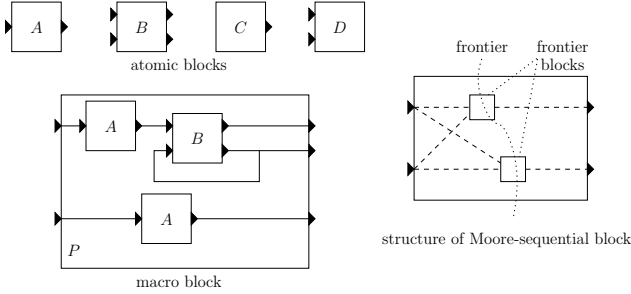 A B C D
atomic blocks
A
B
A
P
macro block
frontier frontier
blocks
structure of Moore-sequential block